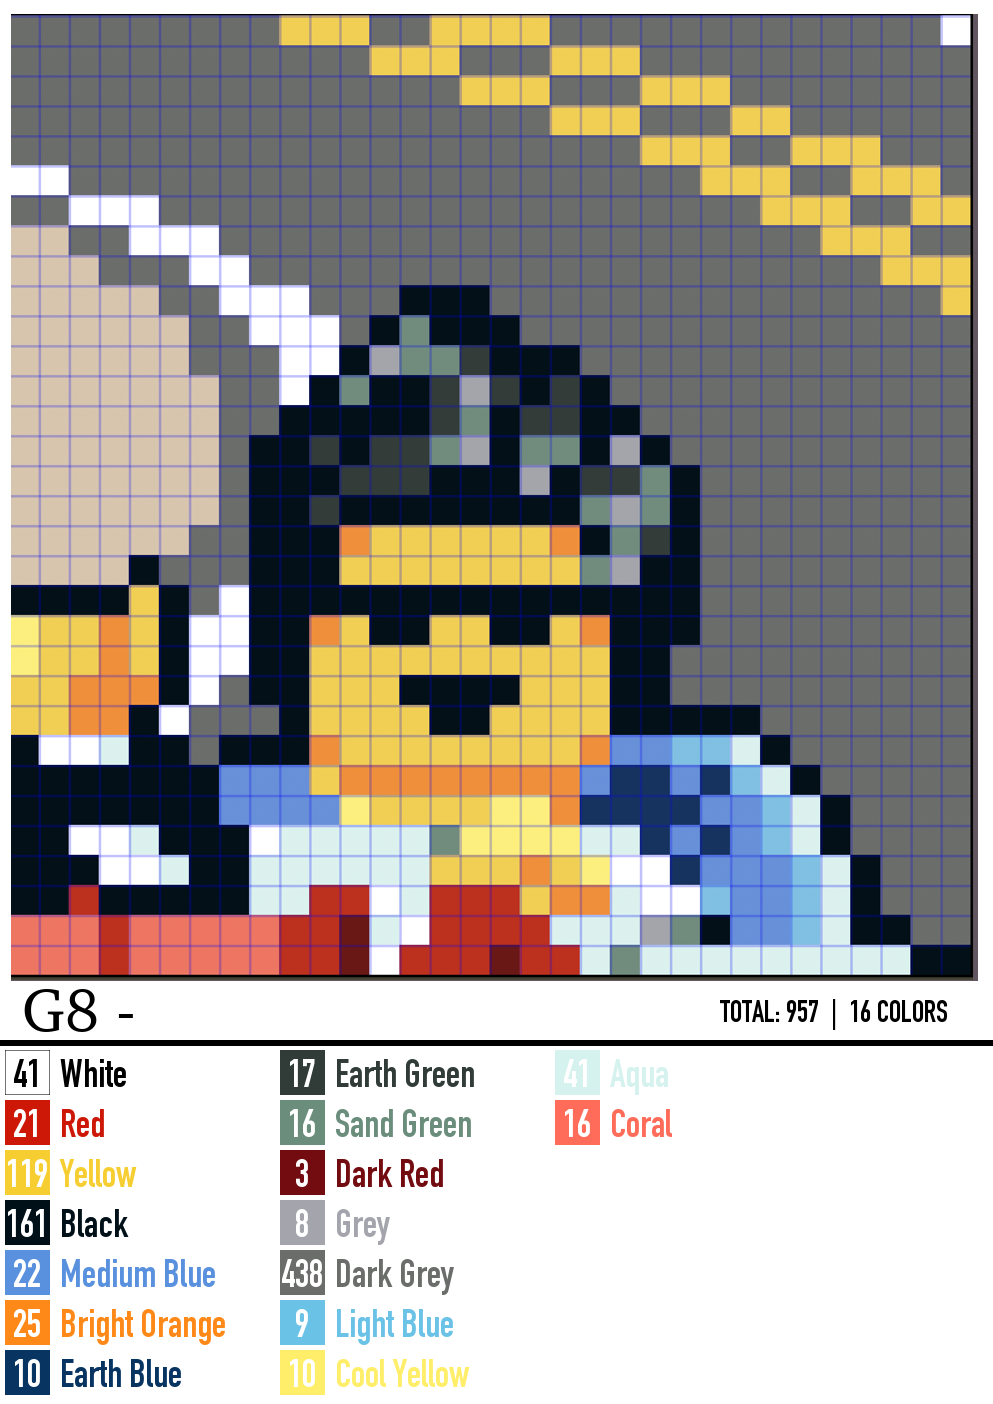 G8 -
TOTAL: 957 | 16 COLORS
41 White
21 Red
119 Yellow
161 Black
22 Medium Blue
25 Bright Orange
10 Earth Blue
17 Earth Green
16 Sand Green
3 Dark Red
8 Grey
438 Dark Grey
9 Light Blue
10 Cool Yellow
41 Aqua
16 Coral